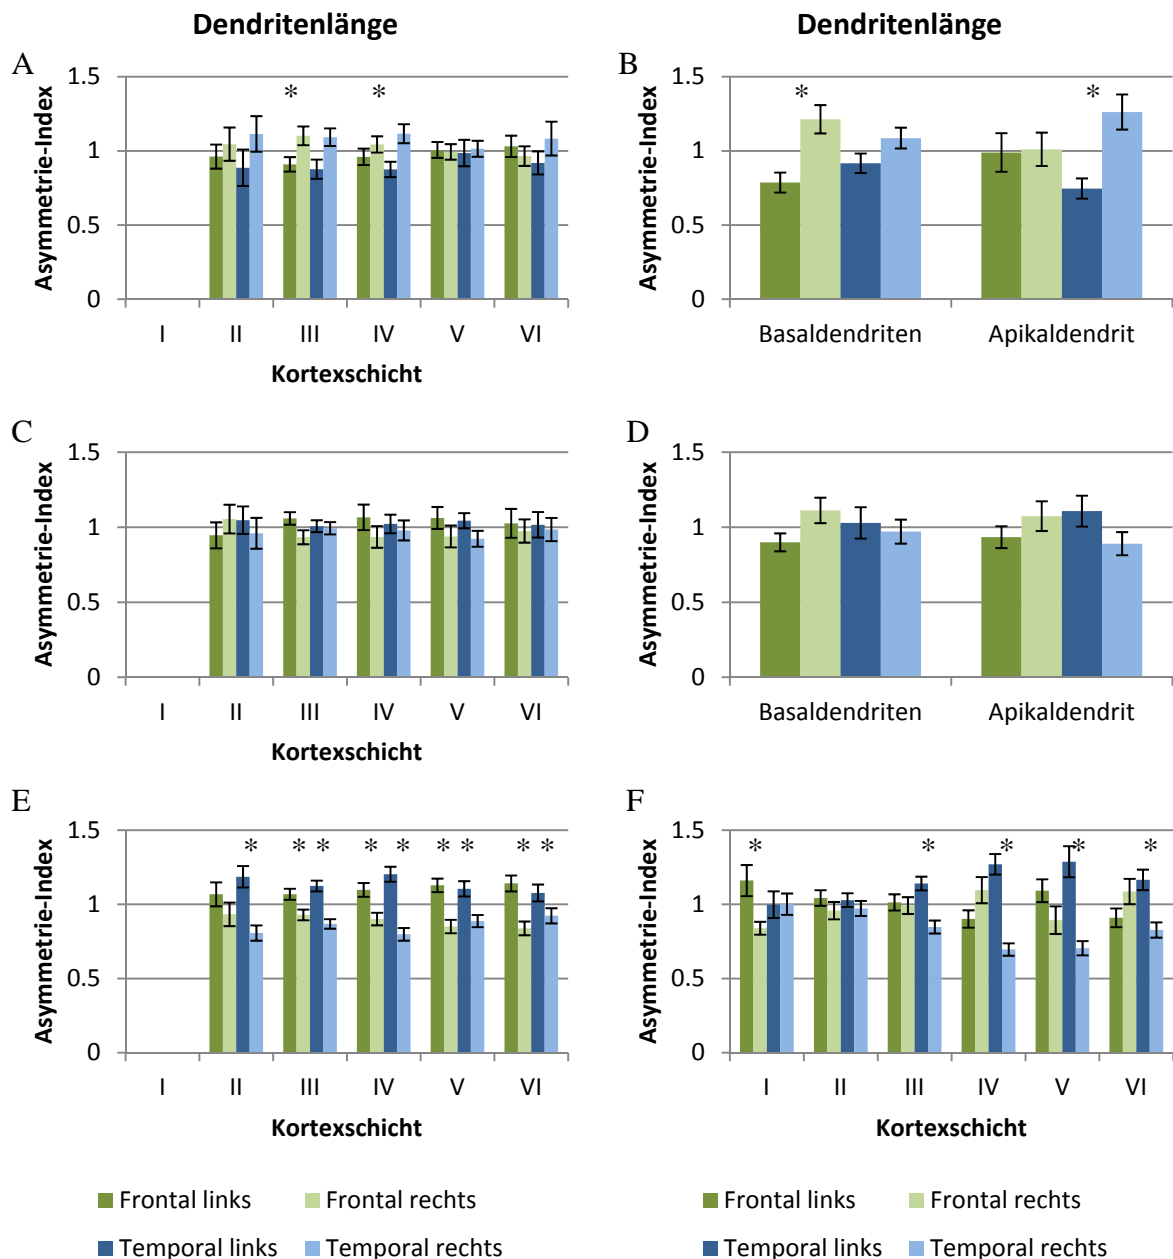 Dendritenlänge
Dendritenlänge
A
Asymmetrie-Index
1.5
1
0.5
0
* *
I II III IV V VI
Kortexschicht
B
Asymmetrie-Index
1.5
1
0.5
0
* *
Basaldendriten Apikaldendrit
C
Asymmetrie-Index
1.5
1
0.5
0
I II III IV V VI
Kortexschicht
D
Asymmetrie-Index
1.5
1
0.5
0
Basaldendriten Apikaldendrit
E
Asymmetrie-Index
1.5
1
0.5
0
* * * * * * * * *
I II III IV V VI
Kortexschicht
F
Asymmetrie-Index
1.5
1
0.5
0
* * * * *
I II III IV V VI
Kortexschicht
Frontal links Frontal rechts
Temporal links Temporal rechts
Frontal links Frontal rechts
Temporal links Temporal rechts